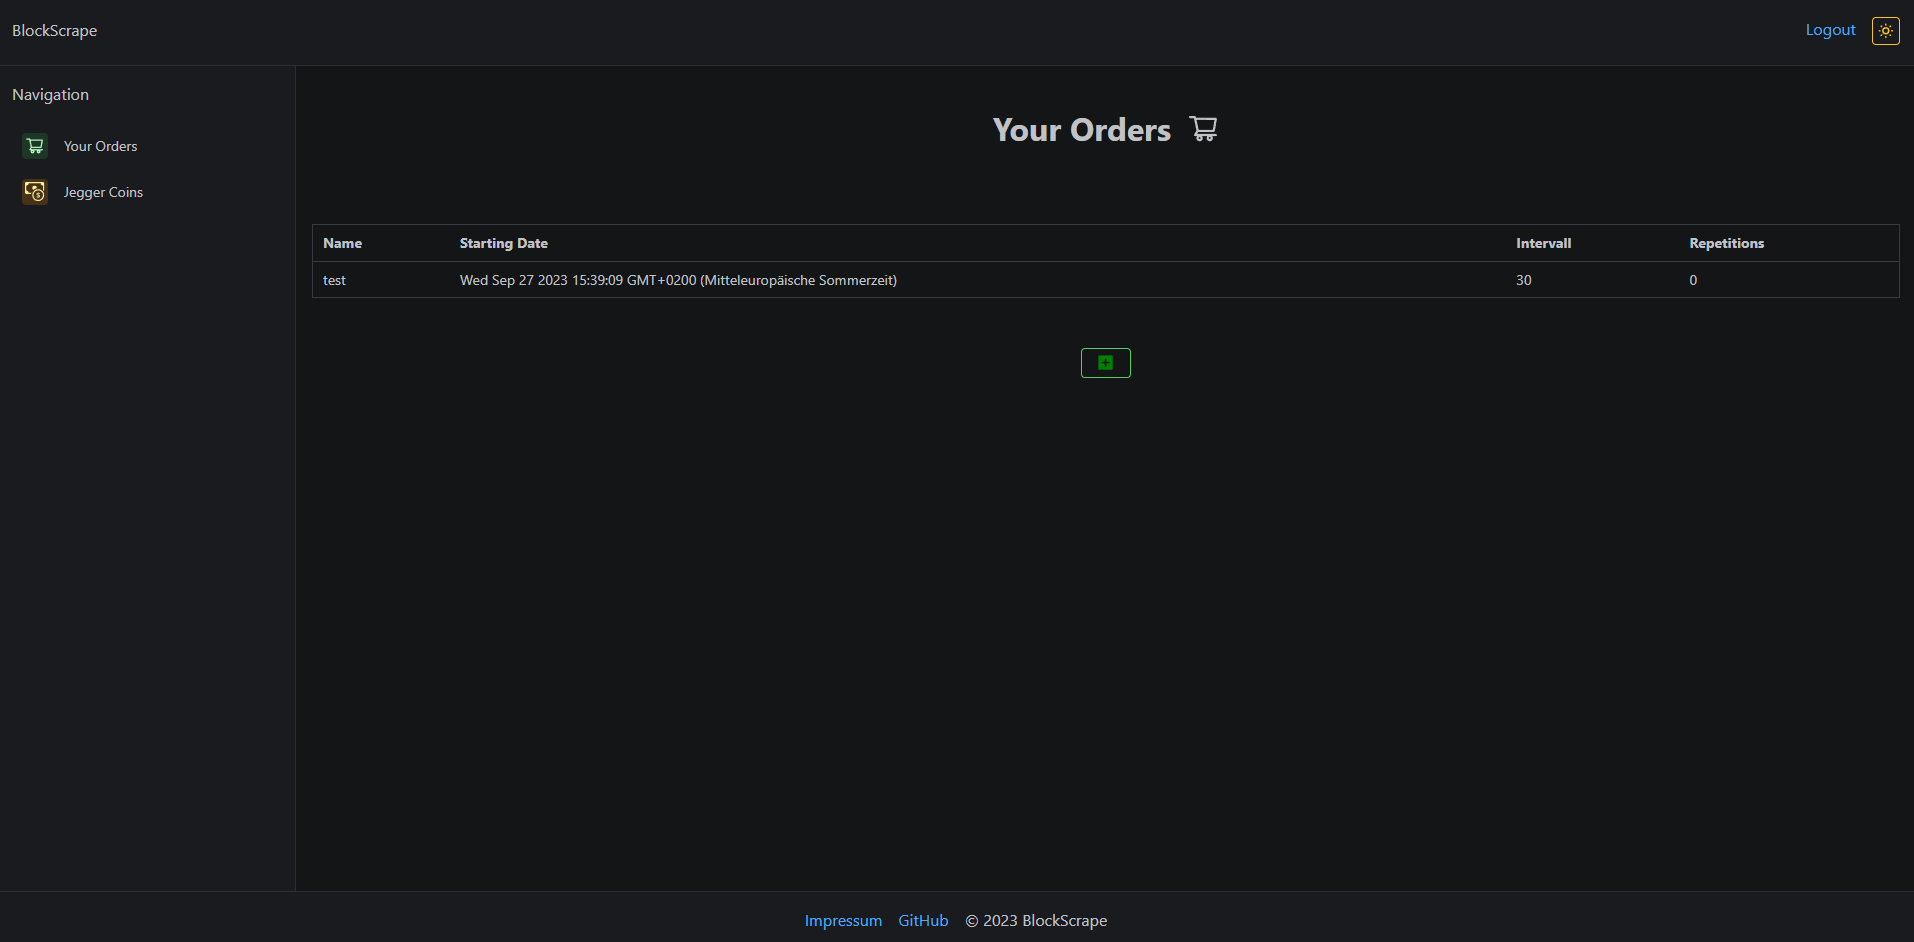 BlockScrape
Logout
Navigation
Your Orders
Jegger Coins
Your Orders
Name Starting Date Intervall Repetitions
test Wed Sep 27 2023 15:39:09 GMT+0200 (Mitteleuropäische Sommerzeit) 30 0
Impressum GitHub © 2023 BlockScrape